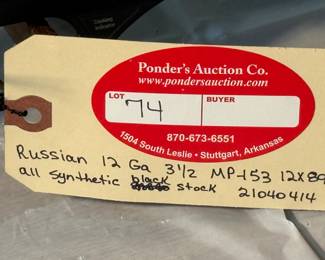 Ponder's Auction Co.
www.pondersauction.com
LOT 74 BUYER
870-673-6551
1504 South Leslie • Stuttgart, Arkansas
Russian 12 Ga 3½ MP-153 12x89
all synthetic black stock 21040414